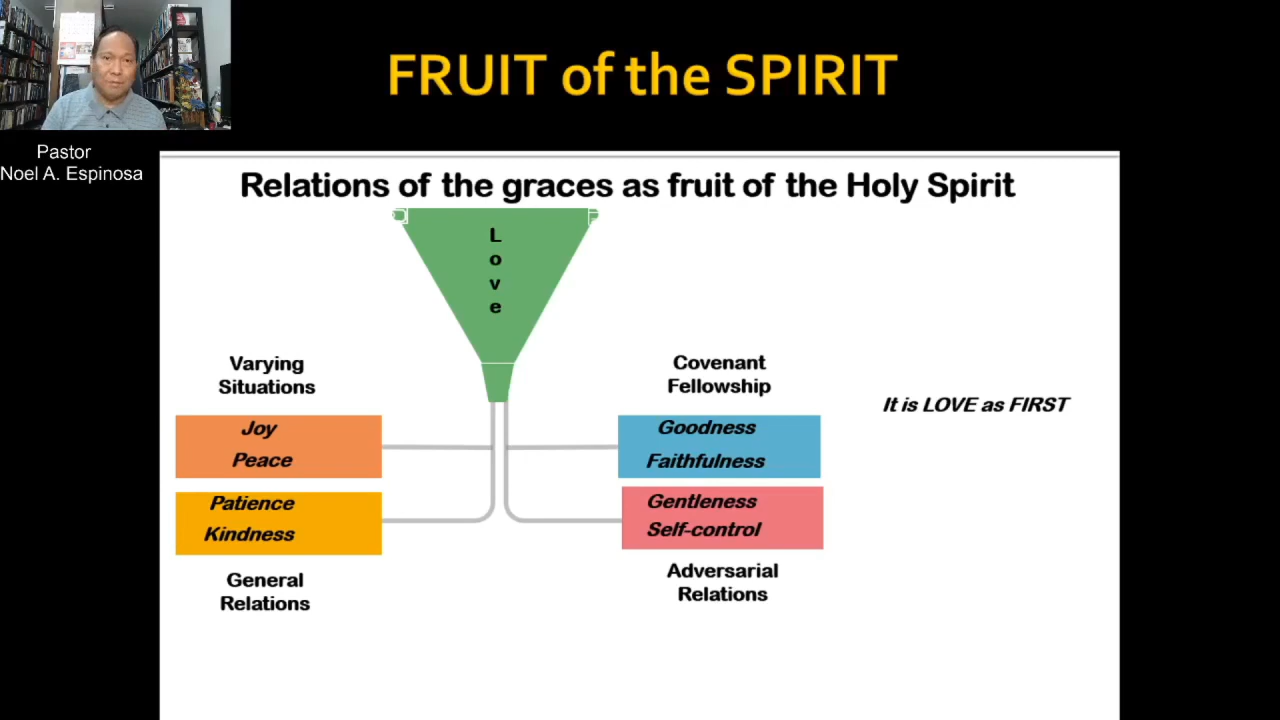 FRUIT of the SPIRIT
Pastor
Noel A. Espinosa
Relations of the graces as fruit of the Holy Spirit
L
o
v
e
Varying
Situations
Joy
Peace
Patience
Kindness
General
Relations
Covenant
Fellowship
Goodness
Faithfulness
Gentleness
Self-control
Adversarial
Relations
It is LOVE as FIRST